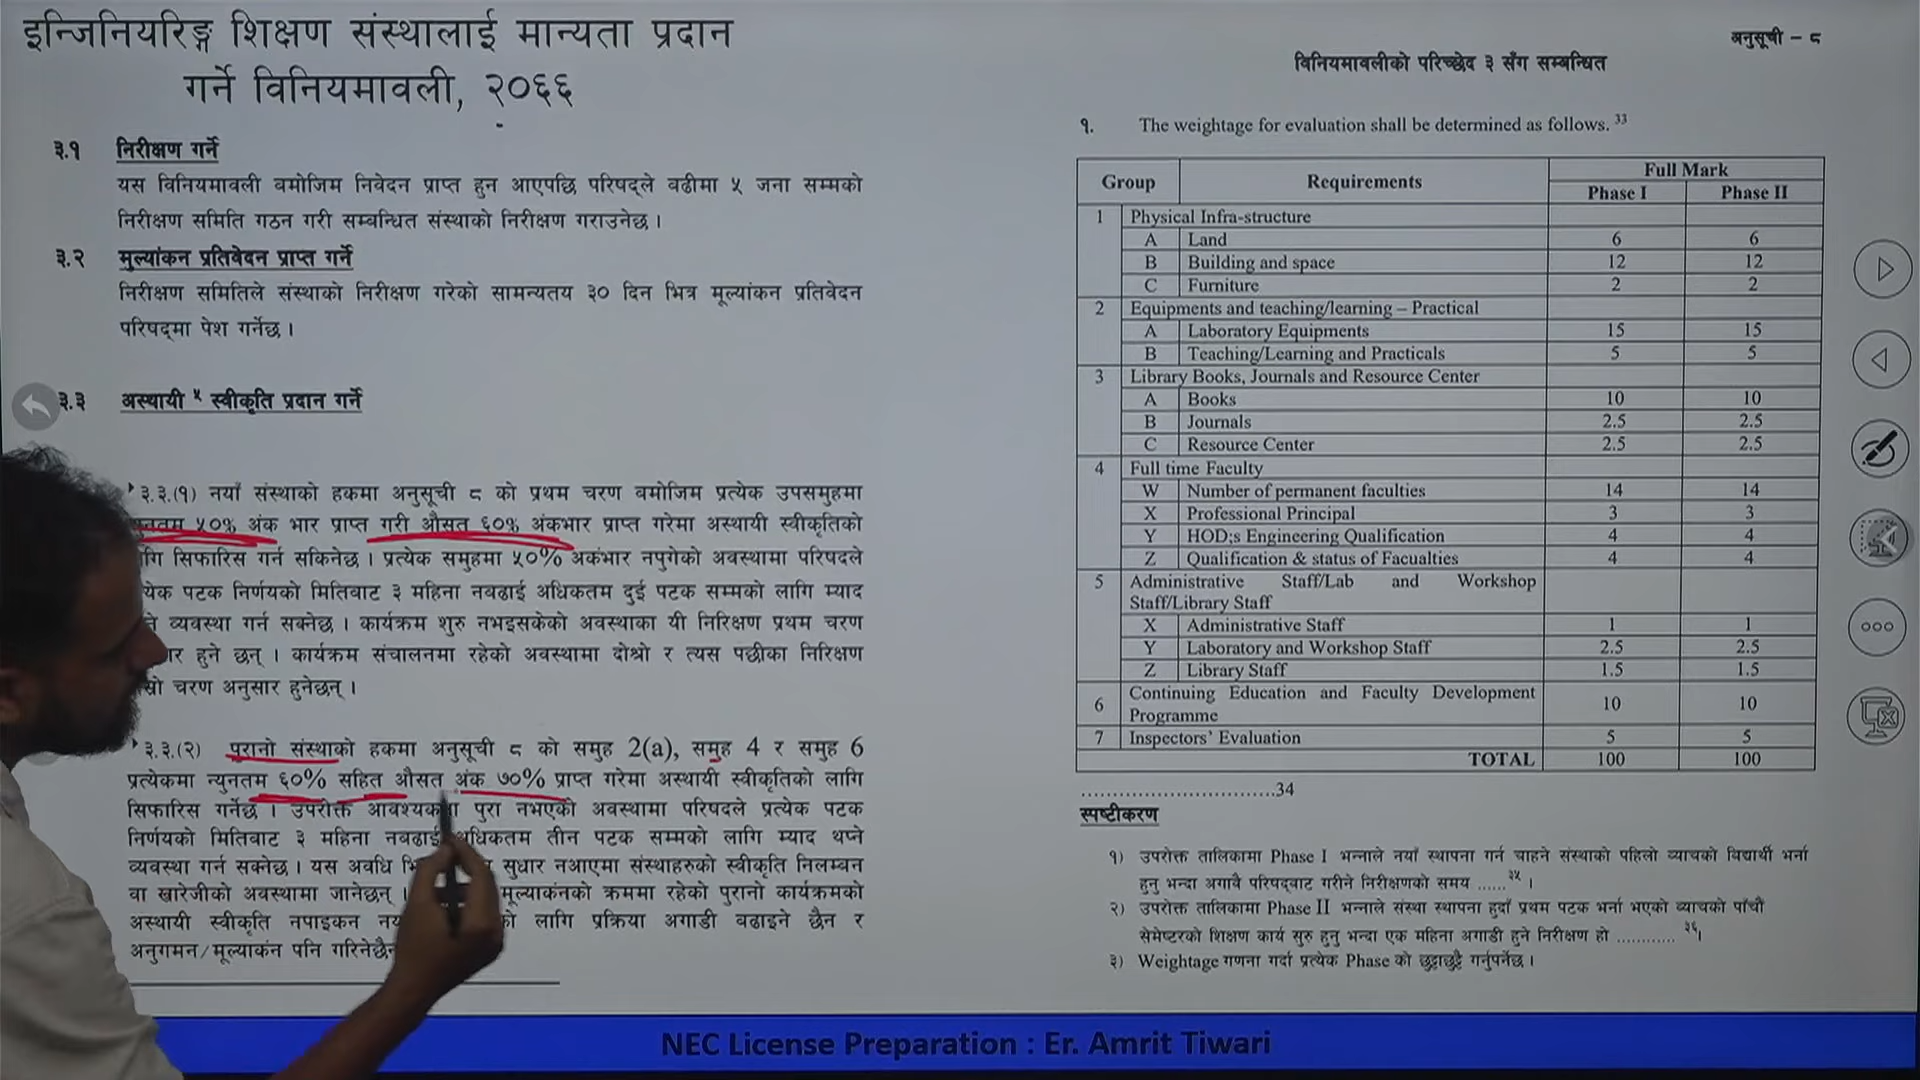 इन्जिनियरिङ्ग शिक्षण संस्थालाई मान्यता प्रदान
गर्ने विनियमावली, २०६६
३.१ निरीक्षण गर्ने
यस विनियमावली बमोजिम निवेदन प्राप्त हुन आएपछि परिषद्ले बढीमा ५ जना सम्मको
निरीक्षण समिति गठन गरी सम्बन्धित संस्थाको निरीक्षण गराउनेछ ।
३.२ मुल्यांकन प्रतिवेदन प्राप्त गर्ने
निरीक्षण समितिले संस्थाको निरीक्षण गरेको सामन्यतय ३० दिन भित्र मूल्यांकन प्रतिवेदन
परिषद्मा पेश गर्नेछ ।
३.३ अस्थायी ५ स्वीकृति प्रदान गर्ने
३.३.(१) नयाँ संस्थाको हकमा अनुसूची ८ को प्रथम चरण बमोजिम प्रत्येक उपसमुहमा
५०% अंक भार प्राप्त गरी औसत ६०% अंकभार प्राप्त गरेमा अस्थायी स्वीकृतिको
सिफारिस गर्न सकिनेछ । प्रत्येक समुहमा ५०% अकंभार नपुगेको अवस्थामा परिषदले
पटक निर्णयको मितिबाट ३ महिना नबढाई अधिकतम दुई पटक सम्मको लागि म्याद
व्यवस्था गर्न सक्नेछ । कार्यक्रम शुरु नभइसकेको अवस्थाका यी निरिक्षण प्रथम चरण
हुने छन् । कार्यक्रम संचालनमा रहेको अवस्थामा दोश्रो र त्यस पछीका निरिक्षण
चरण अनुसार हुनेछन् ।
३.३.(२) पुरानो संस्थाको हकमा अनुसूची ८ को समुह 2(a), समुह 4 र समुह 6
प्रत्येकमा न्युनतम ६०% सहित औसत अंक ७०% प्राप्त गरेमा अस्थायी स्वीकृतिको लागि
सिफारिस गर्नेछ । उपरोक्त आवश्यकता पुरा नभएको अवस्थामा परिषदले प्रत्येक पटक
निर्णयको मितिबाट ३ महिना नबढाई अधिकतम तीन पटक सम्मको लागि म्याद थप्ने
व्यवस्था गर्न सक्नेछ । यस अवधि सुधार नआएमा संस्थाहरुको स्वीकृति निलम्बन
वा खारेजीको अवस्थामा जानेछन् । मूल्याकंनको क्रममा रहेको पुरानो कार्यक्रमको
अस्थायी स्वीकृति नपाइकन लागि प्रक्रिया अगाडी बढाइने छैन र
अनुगमन/मूल्याकंन पनि गरिनेछैन
अनुसूची – ८
विनियमावलीको परिच्छेद ३ सँग सम्बन्धित
१. The weightage for evaluation shall be determined as follows. 33
Group Requirements Full Mark
Phase I Phase II
1 Physical Infra-structure
A Land 6 6
B Building and space 12 12
C Furniture 2 2
2 Equipments and teaching/learning – Practical
A Laboratory Equipments 15 15
B Teaching/Learning and Practicals 5 5
3 Library Books, Journals and Resource Center
A Books 10 10
B Journals 2.5 2.5
C Resource Center 2.5 2.5
4 Full time Faculty
W Number of permanent faculties 14 14
X Professional Principal 3 3
Y HOD;s Engineering Qualification 4 4
Z Qualification & status of Facualties 4 4
5 Administrative Staff/Lab and Workshop
Staff/Library Staff
X Administrative Staff 1 1
Y Laboratory and Workshop Staff 2.5 2.5
Z Library Staff 1.5 1.5
6 Continuing Education and Faculty Development
Programme 10 10
7 Inspectors' Evaluation 5 5
TOTAL 100 100
..............................34
स्पष्टीकरण
१) उपरोक्त तालिकामा Phase I भन्नाले नयाँ स्थापना गर्न चाहने संस्थाको पहिलो ब्याचको विद्यार्थी भर्ना
हुनु भन्दा अगावै परिषद्बाट गरीने निरीक्षणको समय ......३५ ।
२) उपरोक्त तालिकामा Phase II भन्नाले संस्था स्थापना हुदाँ प्रथम पटक भर्ना भएको ब्याचको पाँचौ
सेमेष्टरको शिक्षण कार्य सुरु हुनु भन्दा एक महिना अगाडी हुने निरीक्षण हो ............ ३६।
३) Weightage गणना गर्दा प्रत्येक Phase को छुट्टाछुट्टै गर्नुपर्नेछ ।
NEC License Preparation : Er. Amrit Tiwari